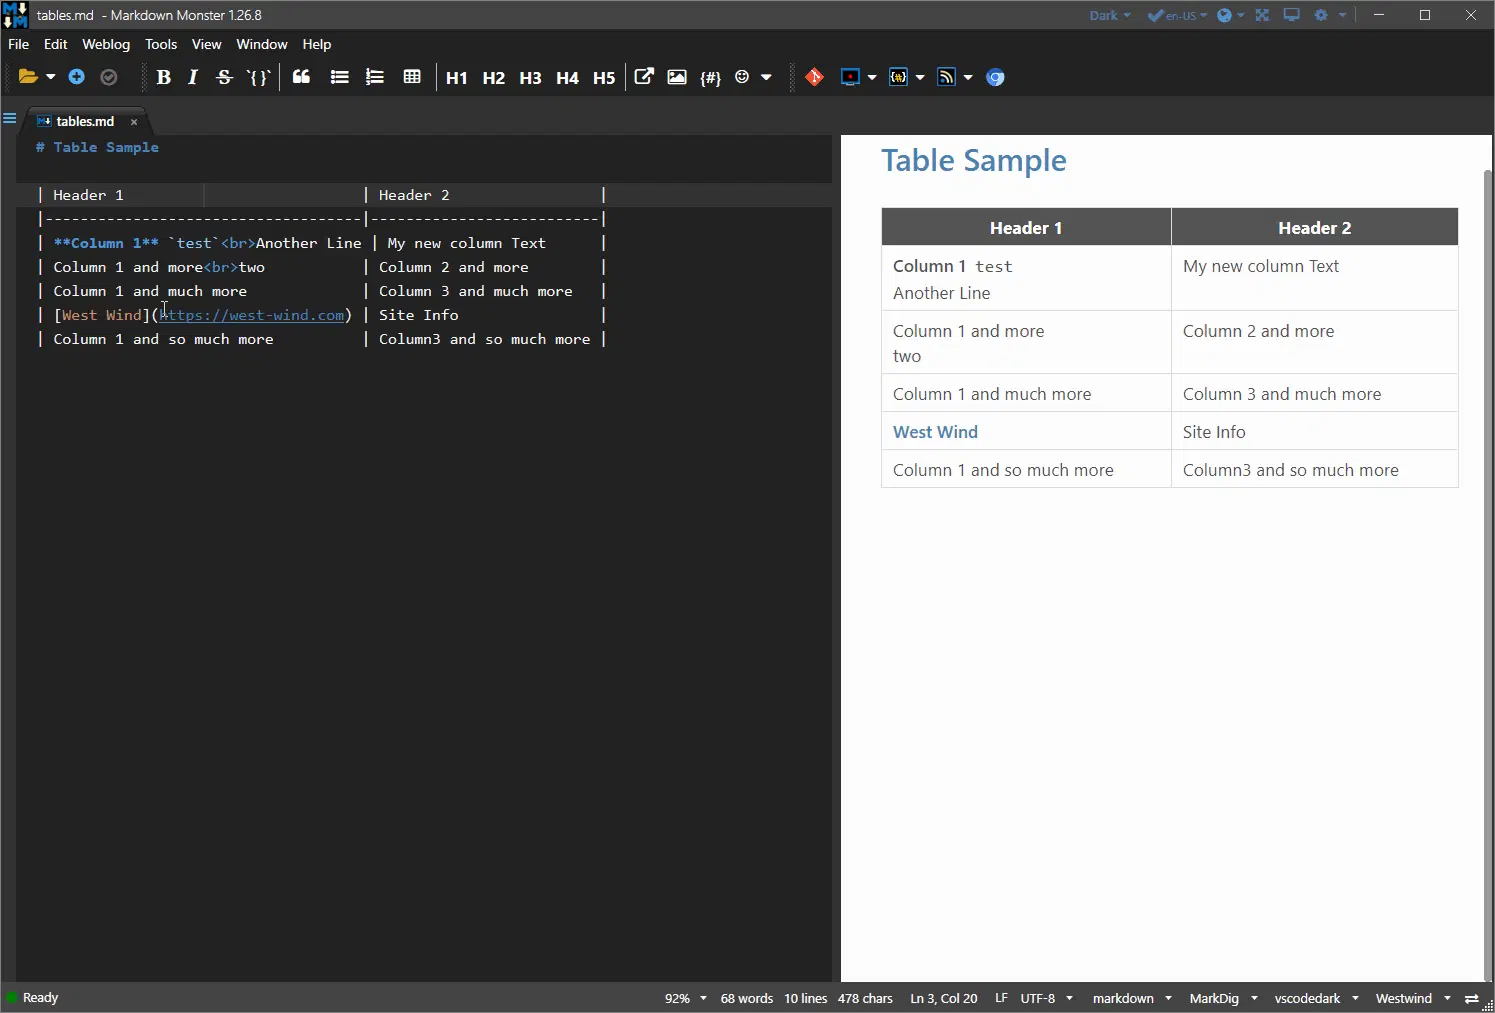 tables.md - Markdown Monster 1.26.8
Dark en-US
File Edit Weblog Tools View Window Help
B I S `{}` H1 H2 H3 H4 H5 {#} {#}
tables.md ×
# Table Sample
| Header 1 | Header 2 |
|------------------------------------|--------------------------|
| **Column 1** `test`<br>Another Line | My new column Text |
| Column 1 and more<br>two | Column 2 and more |
| Column 1 and much more | Column 3 and much more |
| [West Wind](https://west-wind.com) | Site Info |
| Column 1 and so much more | Column3 and so much more |
Table Sample
Header 1 Header 2
Column 1 test My new column Text
Another Line
Column 1 and more Column 2 and more
two
Column 1 and much more Column 3 and much more
West Wind Site Info
Column 1 and so much more Column3 and so much more
Ready 92% 68 words 10 lines 478 chars Ln 3, Col 20 LF UTF-8 markdown MarkDig vscodedark Westwind